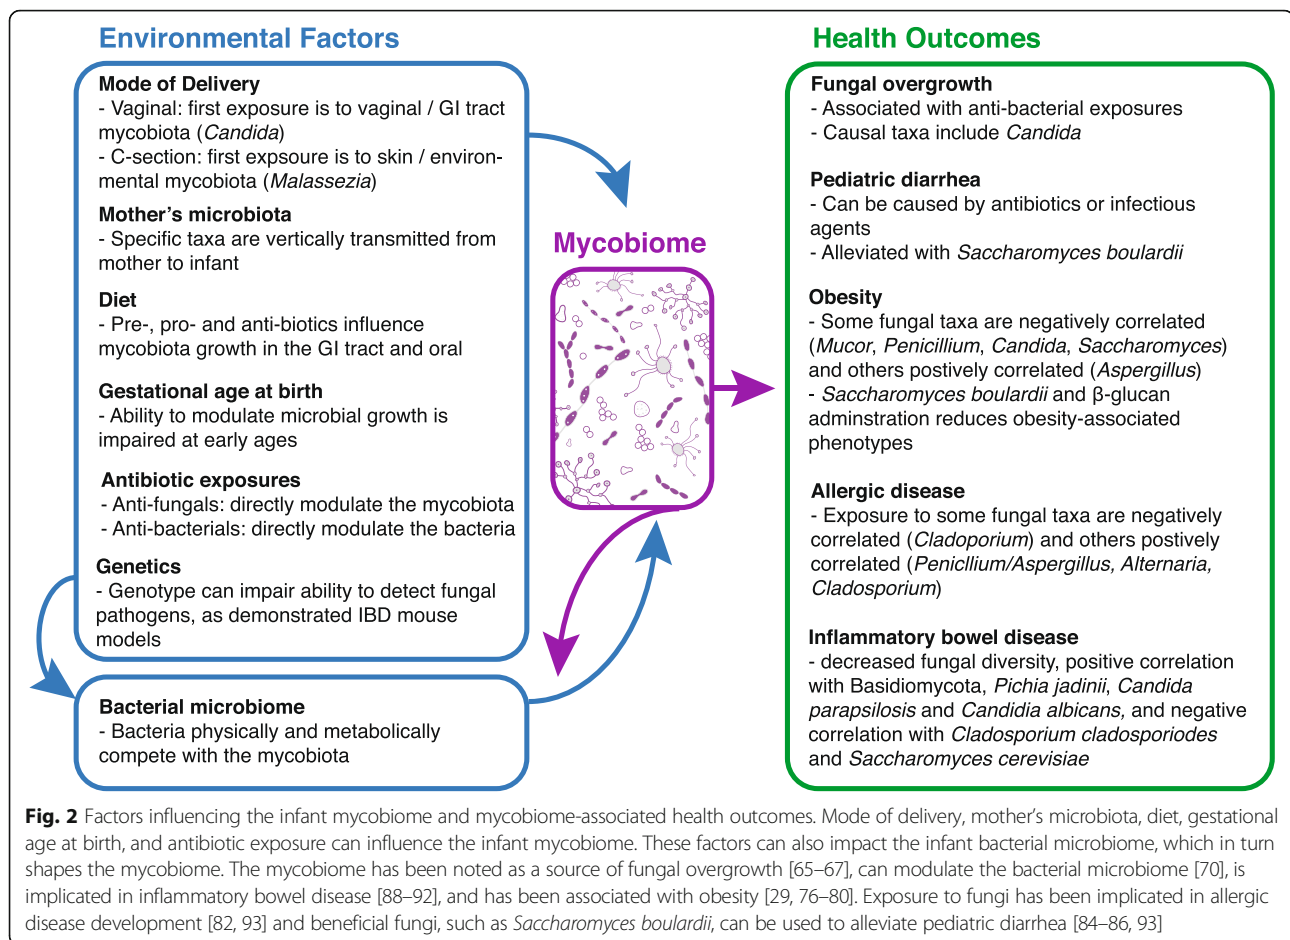 Environmental Factors
Mode of Delivery
- Vaginal: first exposure is to vaginal / GI tract
mycobiota (Candida)
- C-section: first expsoure is to skin / environ-
mental mycobiota (Malassezia)
Mother's microbiota
- Specific taxa are vertically transmitted from
mother to infant
Diet
- Pre-, pro- and anti-biotics influence
mycobiota growth in the GI tract and oral
Gestational age at birth
- Ability to modulate microbial growth is
impaired at early ages
Antibiotic exposures
- Anti-fungals: directly modulate the mycobiota
- Anti-bacterials: directly modulate the bacteria
Genetics
- Genotype can impair ability to detect fungal
pathogens, as demonstrated IBD mouse
models
Bacterial microbiome
- Bacteria physically and metabolically
compete with the mycobiota
Mycobiome
Health Outcomes
Fungal overgrowth
- Associated with anti-bacterial exposures
- Causal taxa include Candida
Pediatric diarrhea
- Can be caused by antibiotics or infectious
agents
- Alleviated with Saccharomyces boulardii
Obesity
- Some fungal taxa are negatively correlated
(Mucor, Penicillium, Candida, Saccharomyces)
and others postively correlated (Aspergillus)
- Saccharomyces boulardii and β-glucan
adminstration reduces obesity-associated
phenotypes
Allergic disease
- Exposure to some fungal taxa are negatively
correlated (Cladoporium) and others postively
correlated (Penicllium/Aspergillus, Alternaria,
Cladosporium)
Inflammatory bowel disease
- decreased fungal diversity, positive correlation
with Basidiomycota, Pichia jadinii, Candida
parapsilosis and Candidia albicans, and negative
correlation with Cladosporium cladosporiodes
and Saccharomyces cerevisiae
Fig. 2 Factors influencing the infant mycobiome and mycobiome-associated health outcomes. Mode of delivery, mother's microbiota, diet, gestational
age at birth, and antibiotic exposure can influence the infant mycobiome. These factors can also impact the infant bacterial microbiome, which in turn
shapes the mycobiome. The mycobiome has been noted as a source of fungal overgrowth [65–67], can modulate the bacterial microbiome [70], is
implicated in inflammatory bowel disease [88–92], and has been associated with obesity [29, 76–80]. Exposure to fungi has been implicated in allergic
disease development [82, 93] and beneficial fungi, such as Saccharomyces boulardii, can be used to alleviate pediatric diarrhea [84–86, 93]